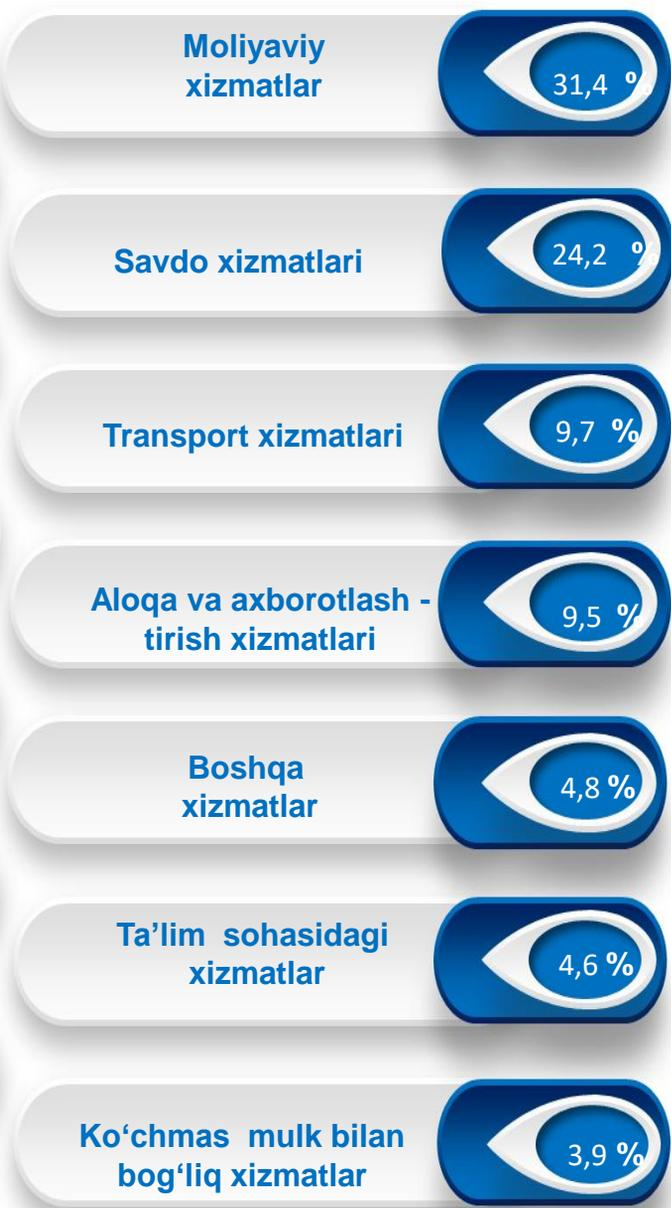 Moliyaviy
xizmatlar
31,4 %
Savdo xizmatlari
24,2 %
Transport xizmatlari
9,7 %
Aloqa va axborotlash -
tirish xizmatlari
9,5 %
Boshqa
xizmatlar
4,8 %
Ta’lim sohasidagi
xizmatlar
4,6 %
Ko‘chmas mulk bilan
bog‘liq xizmatlar
3,9 %